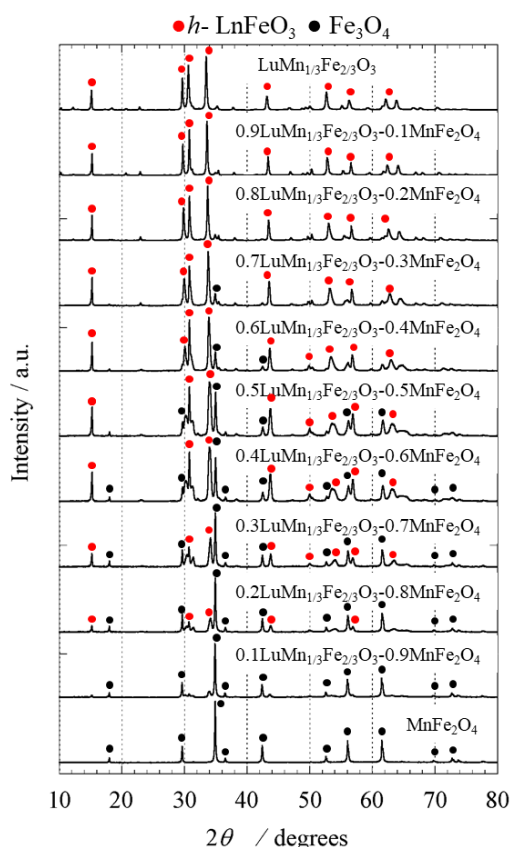 h- LnFeO₃ Fe₃O₄
LuMn₁/₃Fe₂/₃O₃
0.9LuMn₁/₃Fe₂/₃O₃-0.1MnFe₂O₄
0.8LuMn₁/₃Fe₂/₃O₃-0.2MnFe₂O₄
0.7LuMn₁/₃Fe₂/₃O₃-0.3MnFe₂O₄
0.6LuMn₁/₃Fe₂/₃O₃-0.4MnFe₂O₄
0.5LuMn₁/₃Fe₂/₃O₃-0.5MnFe₂O₄
0.4LuMn₁/₃Fe₂/₃O₃-0.6MnFe₂O₄
0.3LuMn₁/₃Fe₂/₃O₃-0.7MnFe₂O₄
0.2LuMn₁/₃Fe₂/₃O₃-0.8MnFe₂O₄
0.1LuMn₁/₃Fe₂/₃O₃-0.9MnFe₂O₄
MnFe₂O₄
Intensity / a.u.
10 20 30 40 50 60 70 80
2θ / degrees